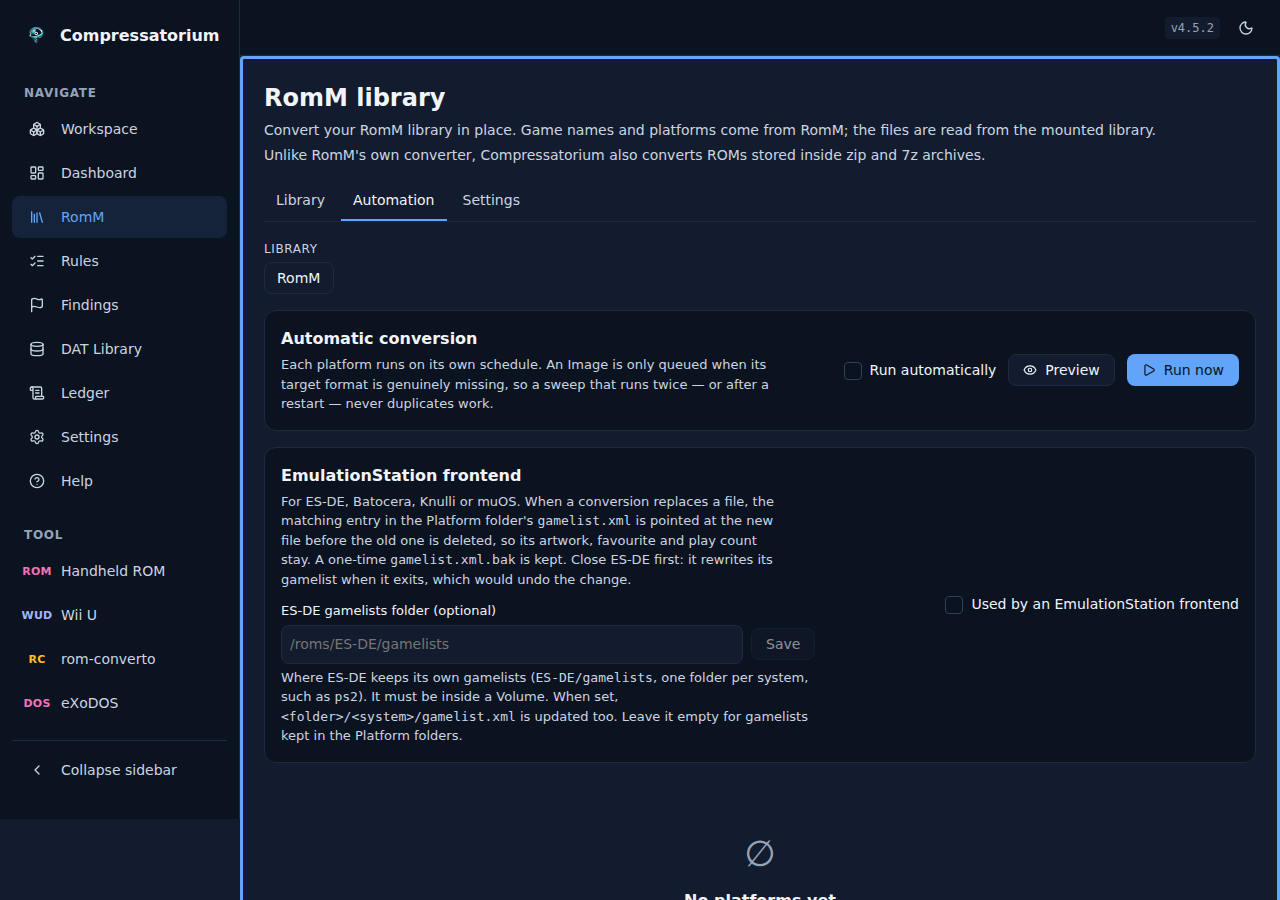 Compressatorium
v4.5.2
NAVIGATE
Workspace
Dashboard
RomM
Rules
Findings
DAT Library
Ledger
Settings
Help
TOOL
ROM Handheld ROM
WUD Wii U
RC rom-converto
DOS eXoDOS
Collapse sidebar
RomM library
Convert your RomM library in place. Game names and platforms come from RomM; the files are read from the mounted library.
Unlike RomM's own converter, Compressatorium also converts ROMs stored inside zip and 7z archives.
Library Automation Settings
LIBRARY
RomM
Automatic conversion
Each platform runs on its own schedule. An Image is only queued when its
target format is genuinely missing, so a sweep that runs twice — or after a
restart — never duplicates work.
Run automatically Preview Run now
EmulationStation frontend
For ES-DE, Batocera, Knulli or muOS. When a conversion replaces a file, the
matching entry in the Platform folder's gamelist.xml is pointed at the new
file before the old one is deleted, so its artwork, favourite and play count
stay. A one-time gamelist.xml.bak is kept. Close ES-DE first: it rewrites its
gamelist when it exits, which would undo the change.
ES-DE gamelists folder (optional)
/roms/ES-DE/gamelists Save
Where ES-DE keeps its own gamelists (ES-DE/gamelists, one folder per system,
such as ps2). It must be inside a Volume. When set,
<folder>/<system>/gamelist.xml is updated too. Leave it empty for gamelists
kept in the Platform folders.
Used by an EmulationStation frontend
No platforms yet